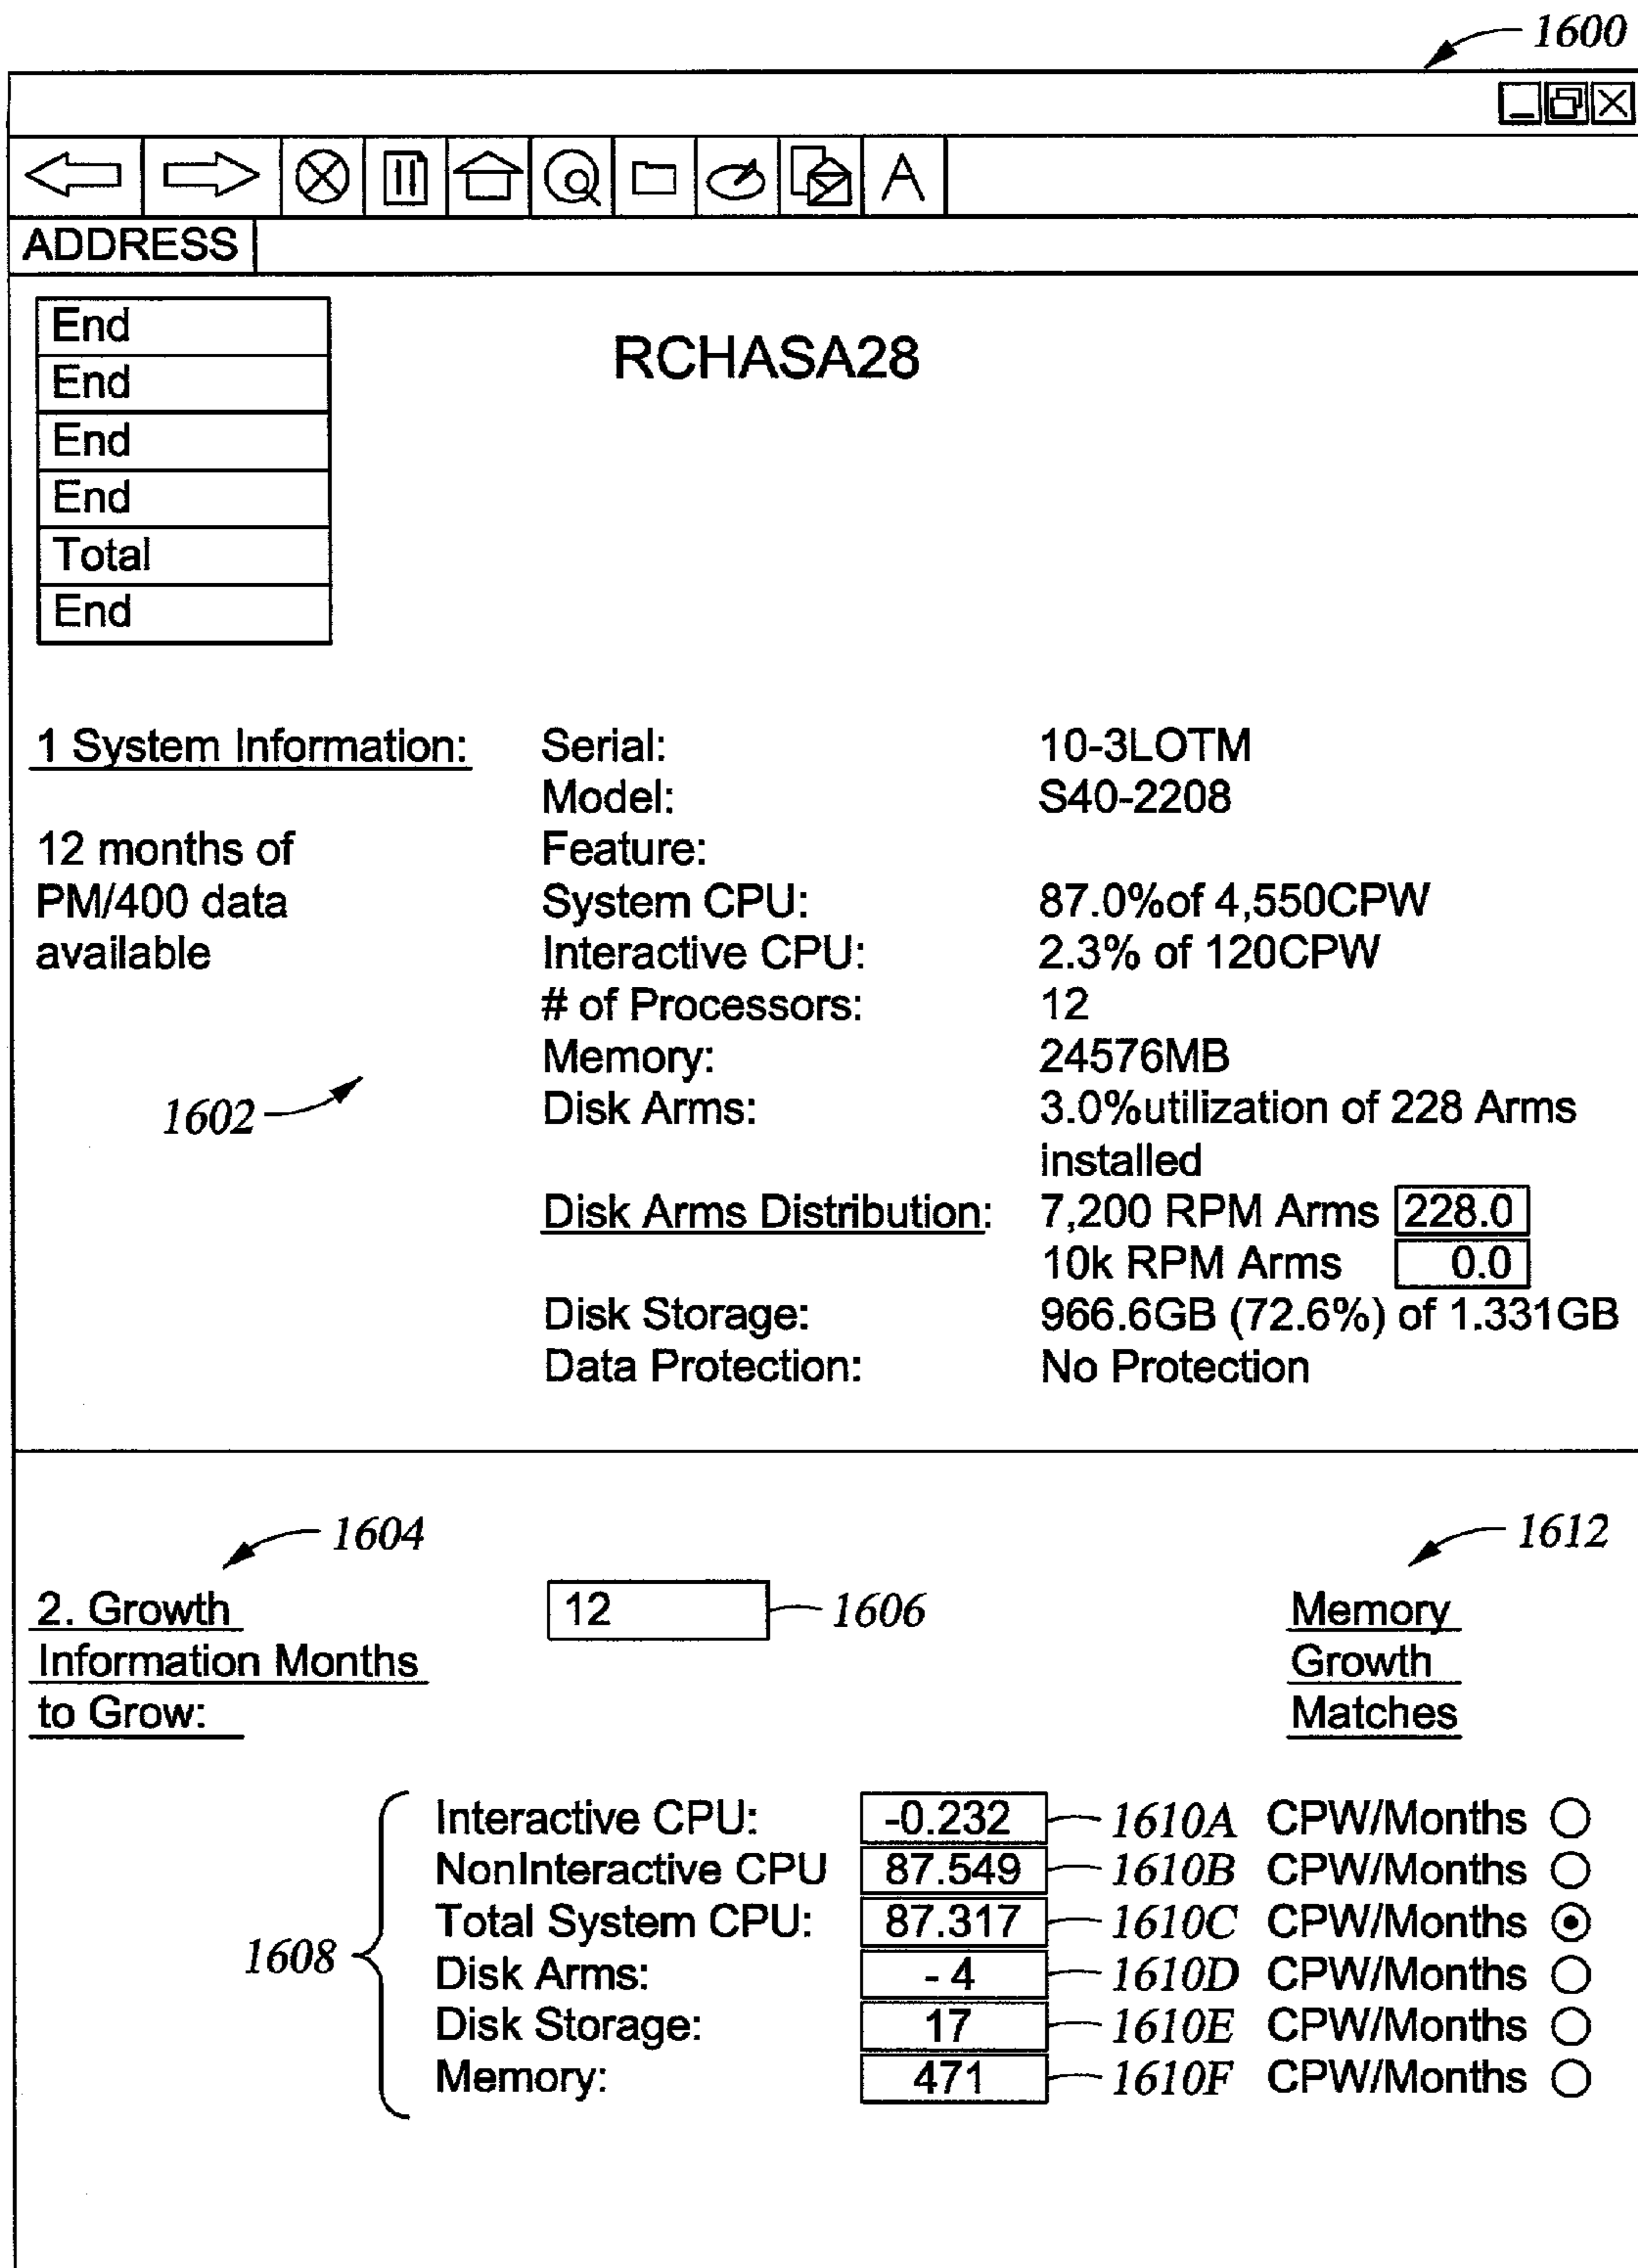 1600
A
ADDRESS
End
End
End
End
Total
End
RCHASA28
1 System Information:
12 months of
PM/400 data
available
1602
Serial: 10-3LOTM
Model: S40-2208
Feature:
System CPU: 87.0%of 4,550CPW
Interactive CPU: 2.3% of 120CPW
# of Processors: 12
Memory: 24576MB
Disk Arms: 3.0%utilization of 228 Arms
installed
Disk Arms Distribution: 7,200 RPM Arms 228.0
10k RPM Arms 0.0
Disk Storage: 966.6GB (72.6%) of 1.331GB
Data Protection: No Protection
1604
1612
2. Growth
Information Months
to Grow:
12 1606
Memory
Growth
Matches
1608
Interactive CPU: -0.232 1610A CPW/Months
NonInteractive CPU 87.549 1610B CPW/Months
Total System CPU: 87.317 1610C CPW/Months
Disk Arms: - 4 1610D CPW/Months
Disk Storage: 17 1610E CPW/Months
Memory: 471 1610F CPW/Months